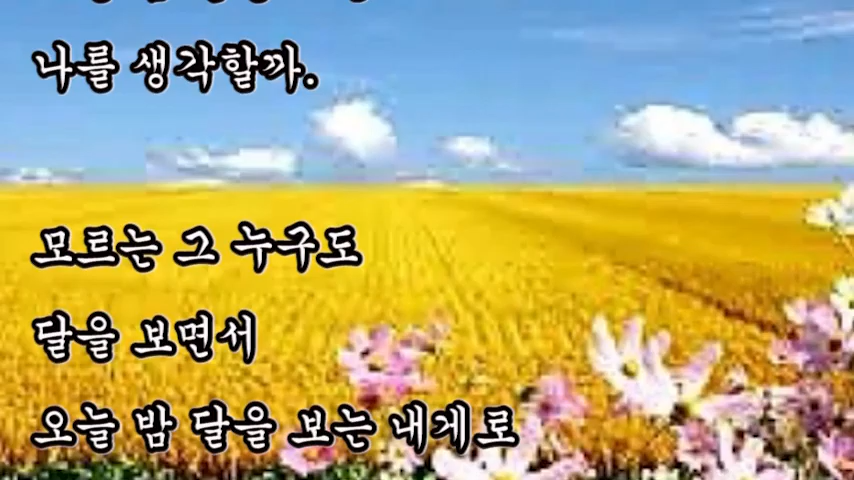 나를 생각할까.
모르는 그 누구도
달을 보면서
오늘 밤 달을 보는 내게로